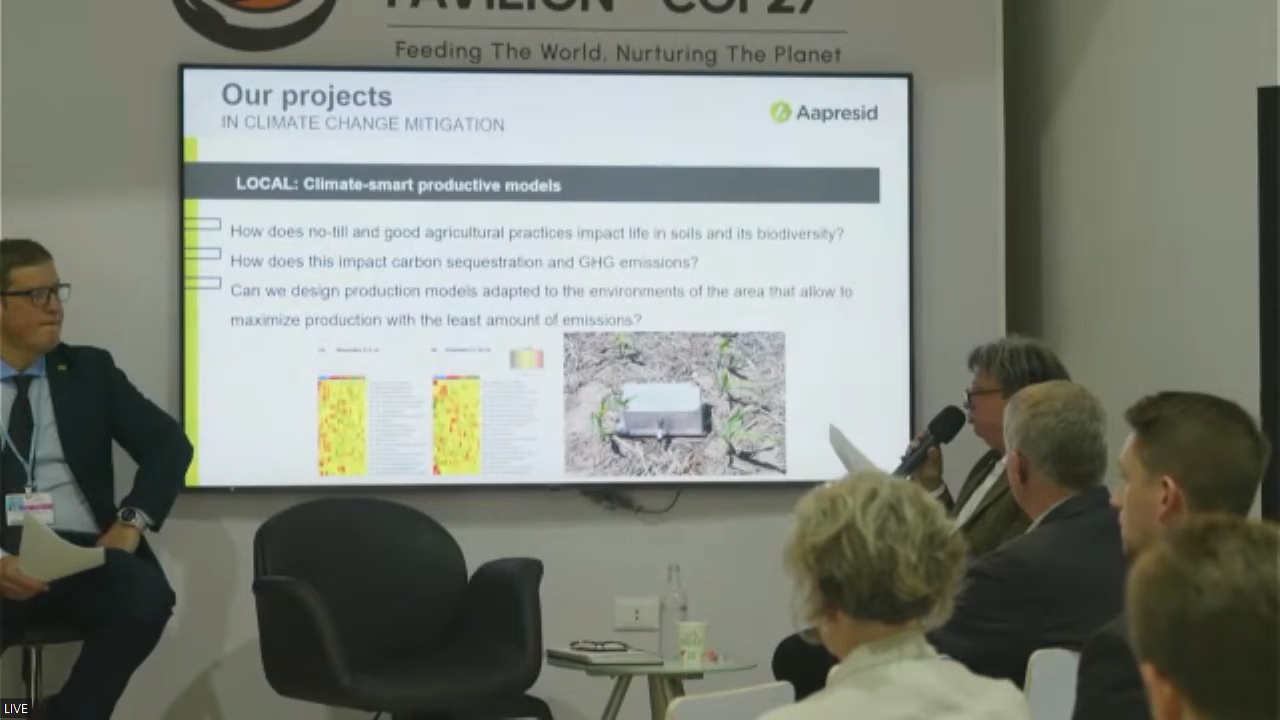 PAVILION COP27
Feeding The World, Nurturing The Planet
Our projects
IN CLIMATE CHANGE MITIGATION
Aapresid
LOCAL: Climate-smart productive models
How does no-till and good agricultural practices impact life in soils and its biodiversity?
How does this impact carbon sequestration and GHG emissions?
Can we design production models adapted to the environments of the area that allow to
maximize production with the least amount of emissions?
LIVE